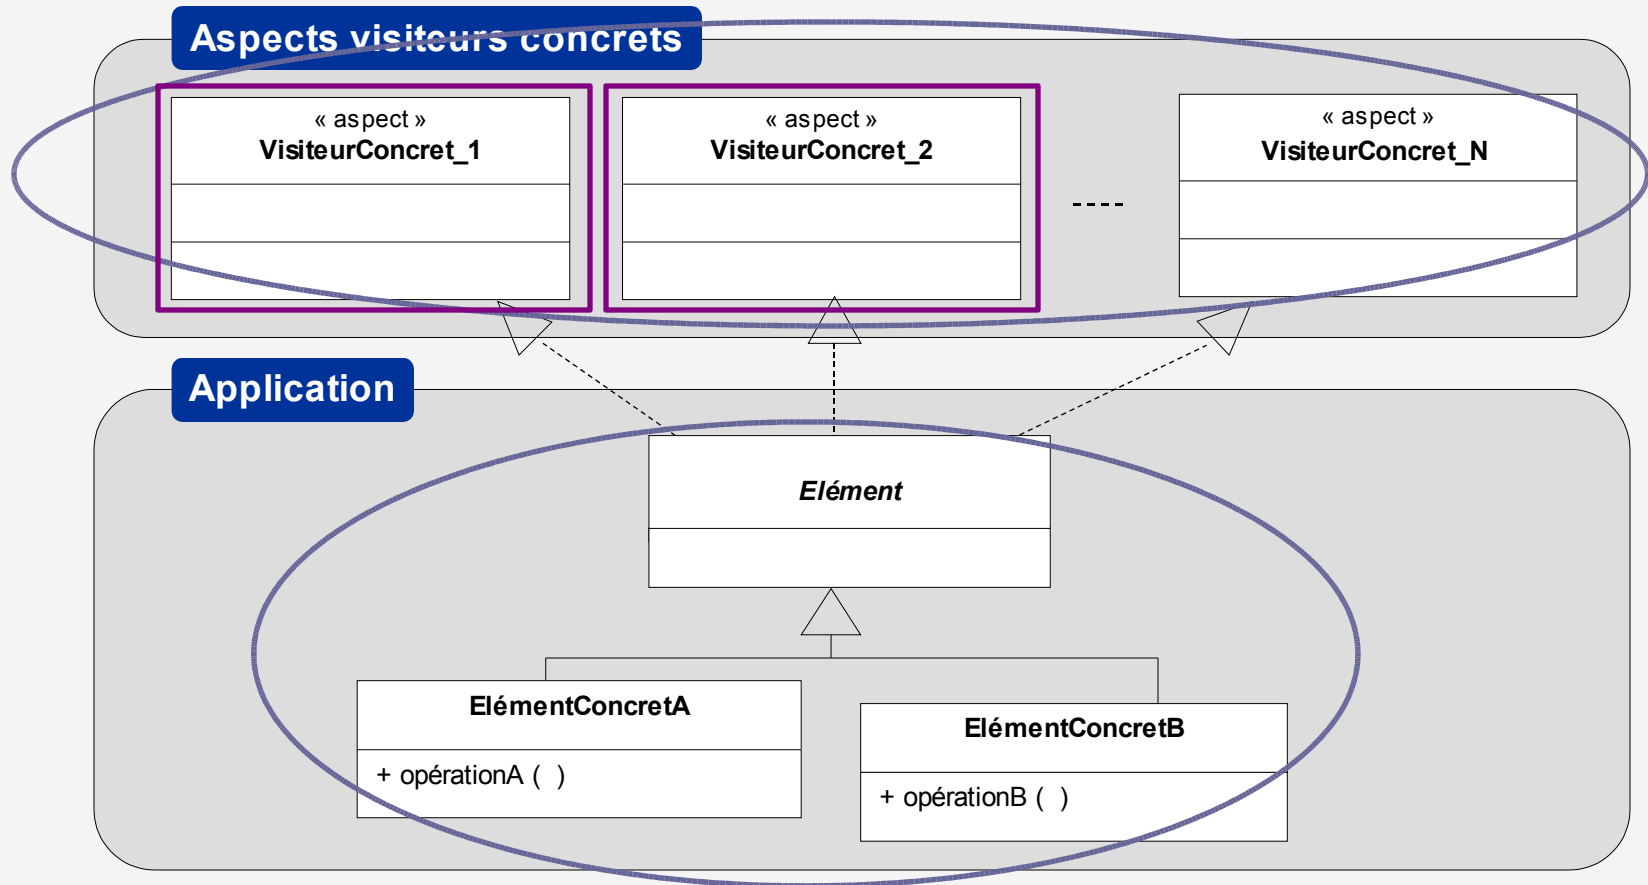 Aspects visiteurs concrets
« aspect »
VisiteurConcret_1
« aspect »
VisiteurConcret_2
----
« aspect »
VisiteurConcret_N
Application
Elément
ElémentConcretA
+ opérationA ( )
ElémentConcretB
+ opérationB ( )